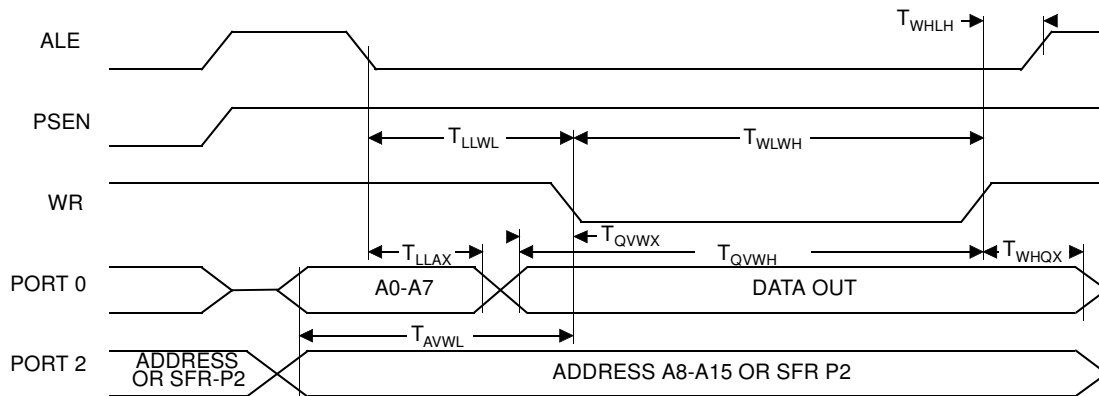 ALE
T_WHLH
PSEN
T_LLWL
T_WLWH
WR
T_LLAX
T_QVWX
T_QVWH
T_WHQX
PORT 0
A0-A7
DATA OUT
T_AVWL
PORT 2
ADDRESS
OR SFR-P2
ADDRESS A8-A15 OR SFR P2